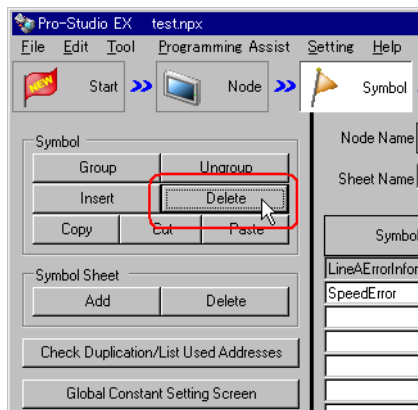 Pro-Studio EX test.npx
File Edit Tool Programming Assist Setting Help
NEW Start Node Symbol
Symbol
Group Ungroup
Insert Delete
Copy Cut Paste
Symbol Sheet
Add Delete
Check Duplication/List Used Addresses
Global Constant Setting Screen
Node Name
Sheet Name
Symbol
LineAErrorInfor
SpeedError